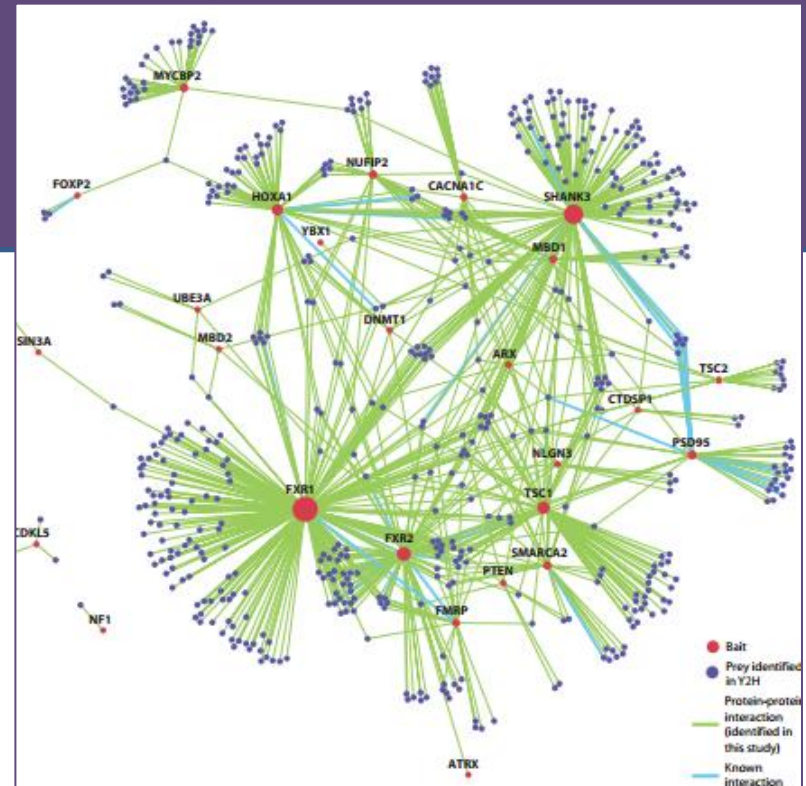 MYCBP2
NUFIP2
FOXP2
CACNA1C
HOXA1
SHANK3
YBX1
MBD1
UBE3A
DNMT1
MBD2
SIN3A
ARX
TSC2
CTDSP1
PSD95
NLGN3
FXR1
TSC1
CDKL5
FXR2
SMARCA2
PTEN
FMRP
NF1
ATRX
Bait
Prey identified
in Y2H
Protein-protein
interaction
(identified in
this study)
Known
interaction